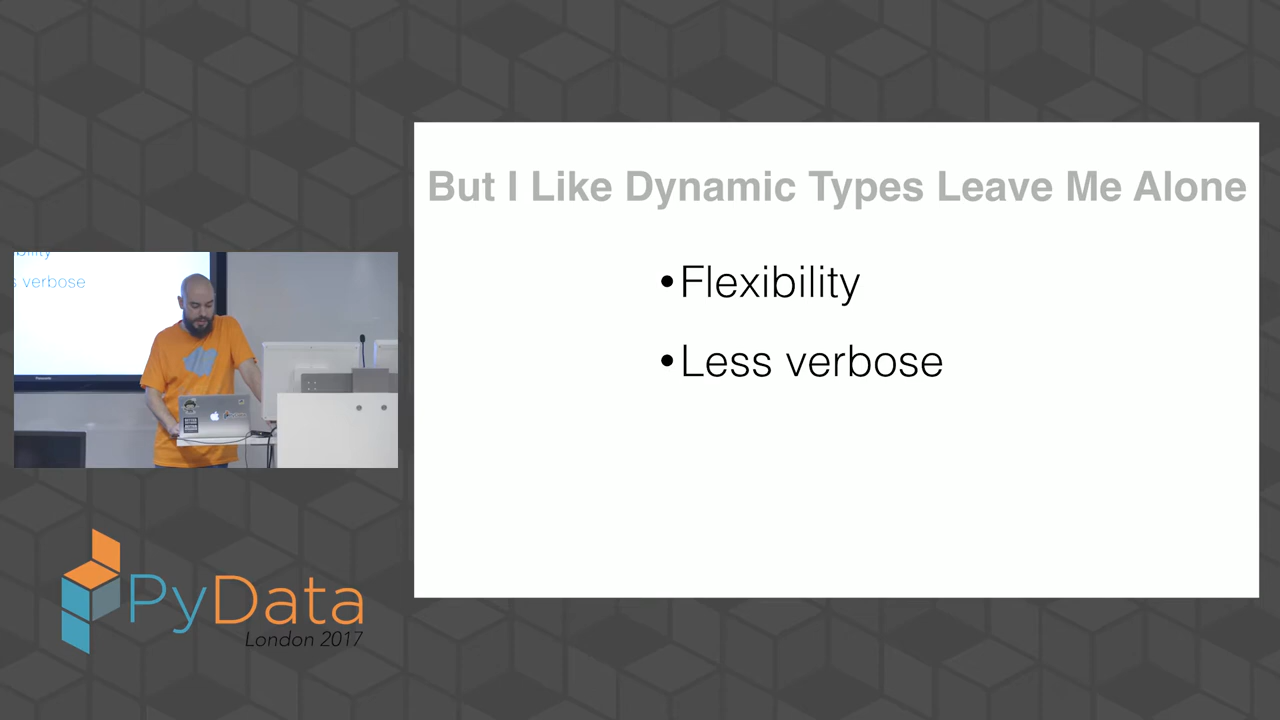 But I Like Dynamic Types Leave Me Alone
•Flexibility
•Less verbose
verbose
PyData
London 2017